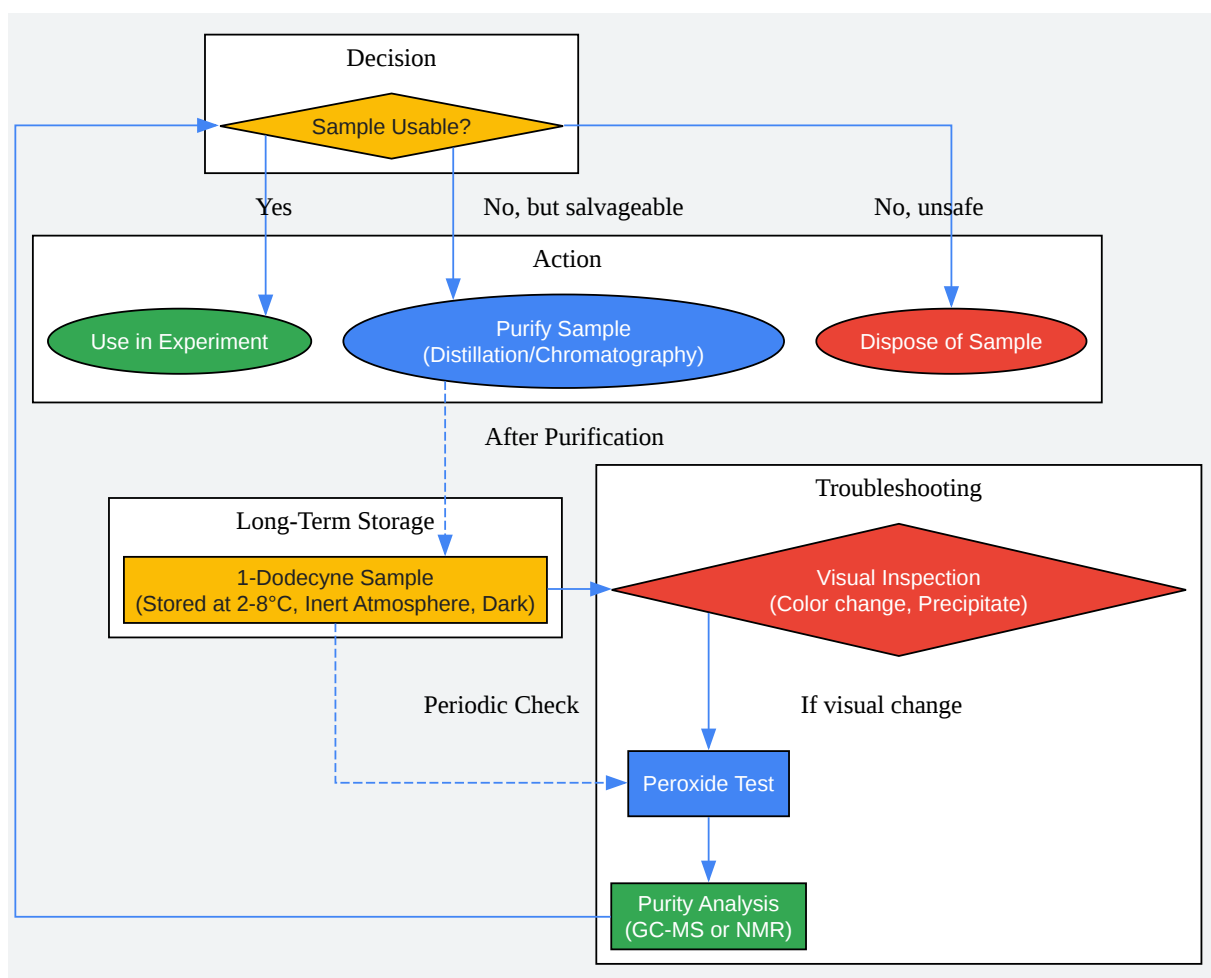 Decision
Sample Usable?
Yes
No, but salvageable
No, unsafe
Action
Use in Experiment
Purify Sample
(Distillation/Chromatography)
Dispose of Sample
After Purification
Long-Term Storage
1-Dodecyne Sample
(Stored at 2-8°C, Inert Atmosphere, Dark)
Troubleshooting
Visual Inspection
(Color change, Precipitate)
Periodic Check
If visual change
Peroxide Test
Purity Analysis
(GC-MS or NMR)